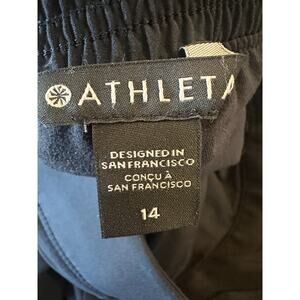 ATHLETA
DESIGNED IN
SAN FRANCISCO
CONÇU À
SAN FRANCISCO
14